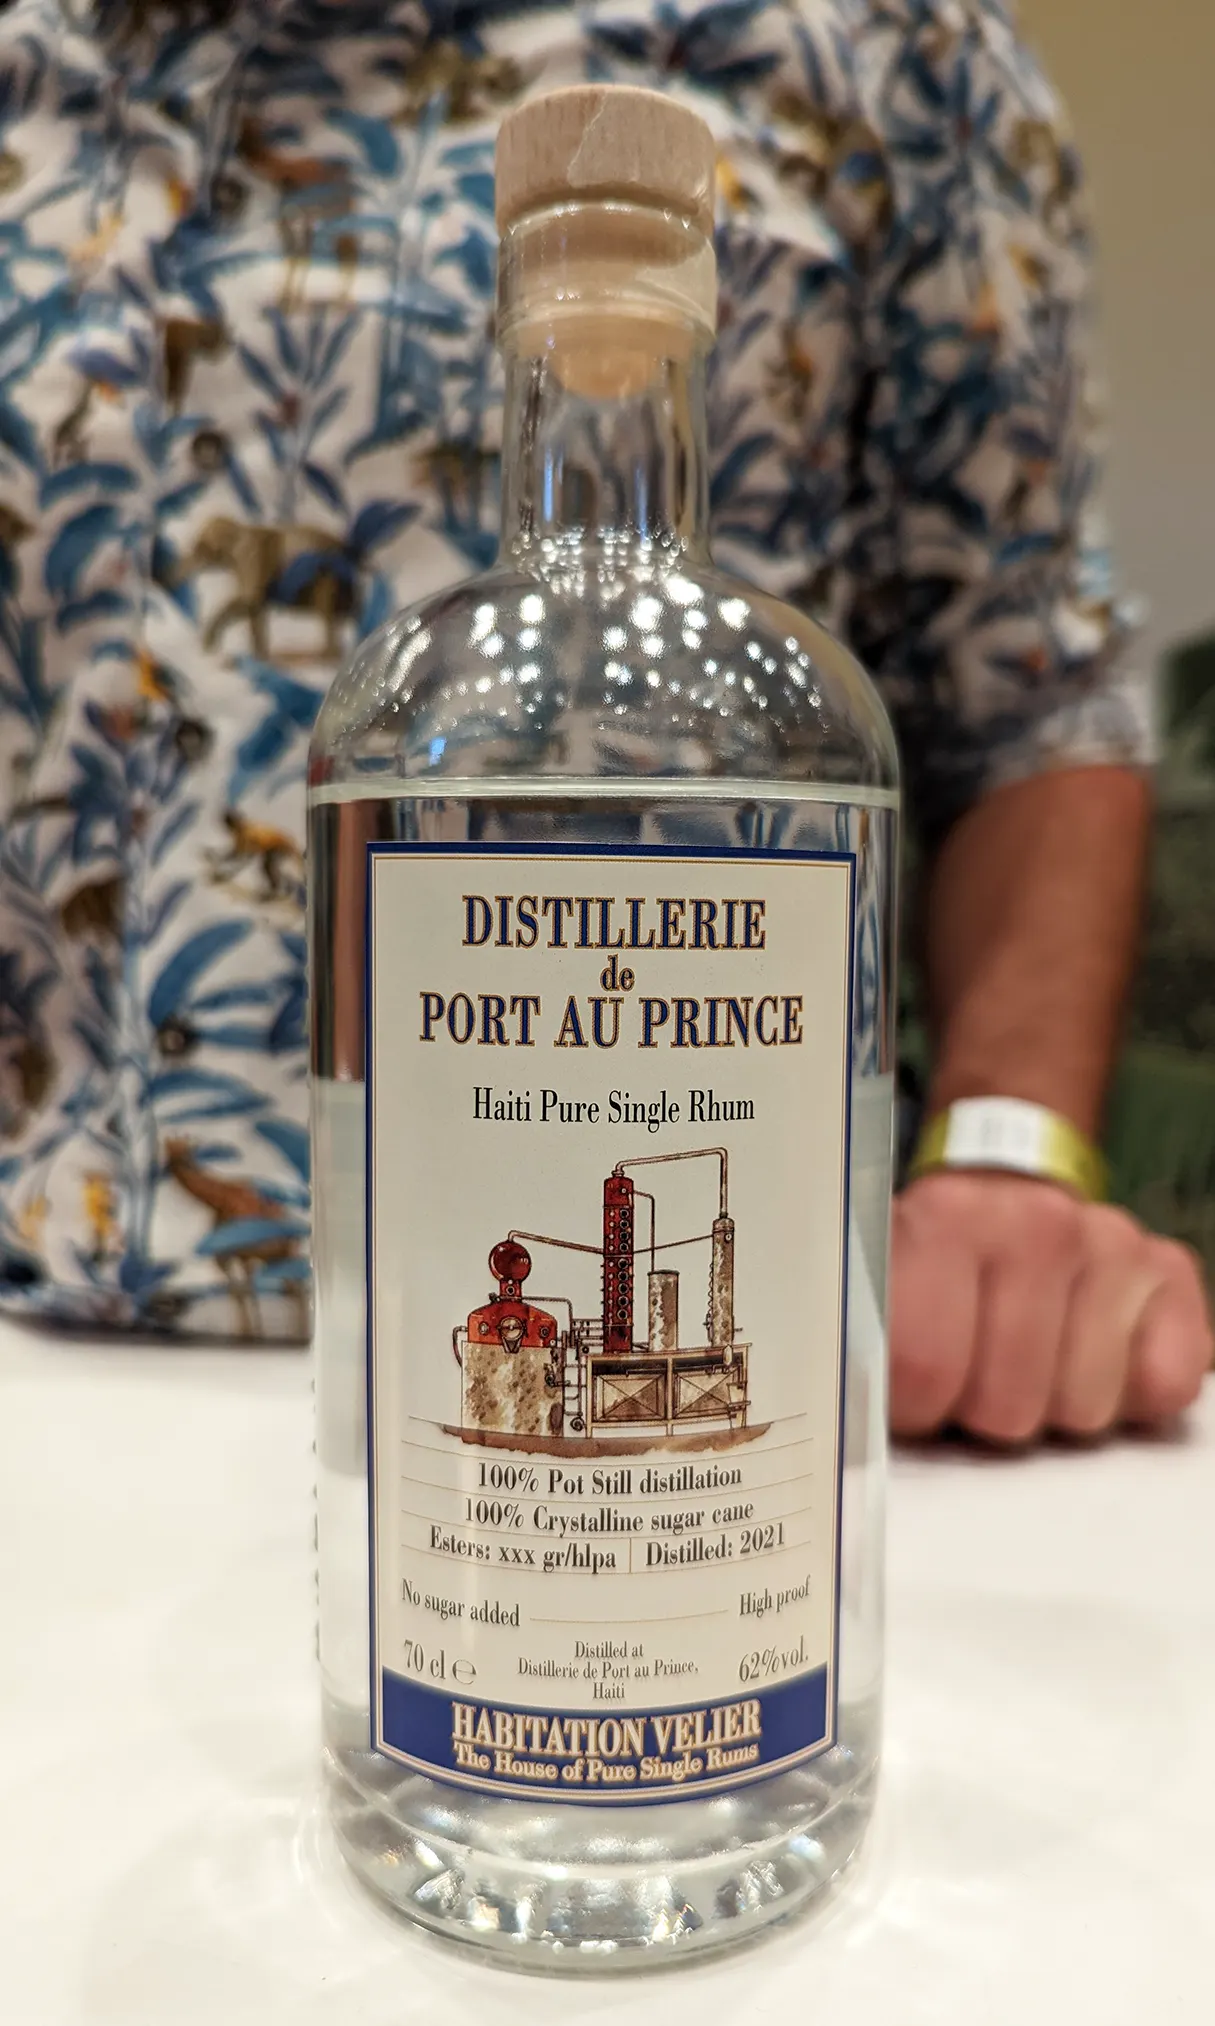 DISTILLERIE
de
PORT AU PRINCE
Haiti Pure Single Rhum
100% Pot Still distillation
100% Crystalline sugar cane
Esters: xxx gr/hlpa | Distilled: 2021
No sugar added
High proof
70 cl ℮
Distilled at
Distillerie de Port au Prince,
Haiti
62%vol.
HABITATION VELIER
The House of Pure Single Rums